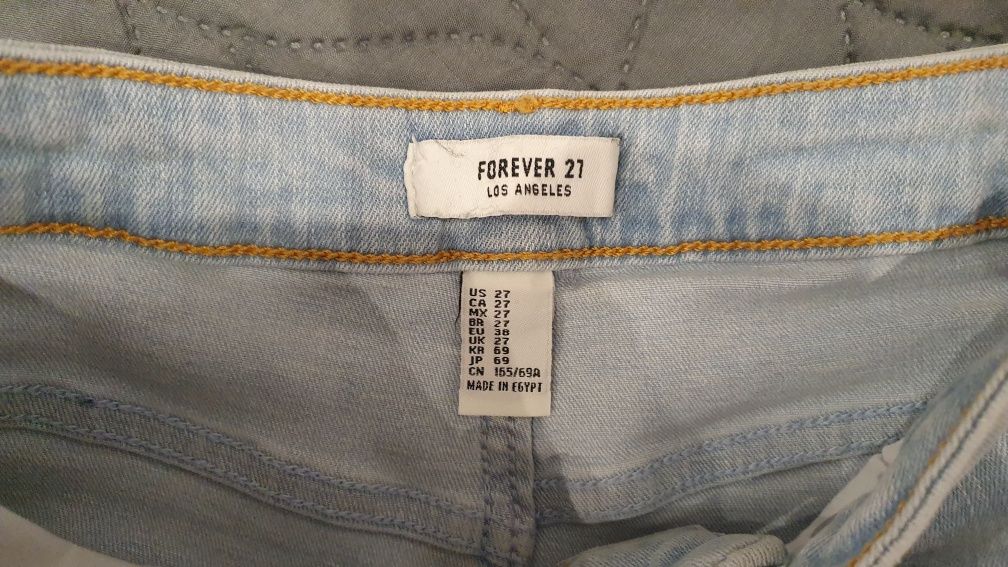 FOREVER 21
LOS ANGELES
US 27
CA 27
MX 27
BR 27
EU 38
UK 27
KR 69
JP 69
CN 165/69A
MADE IN EGYPT